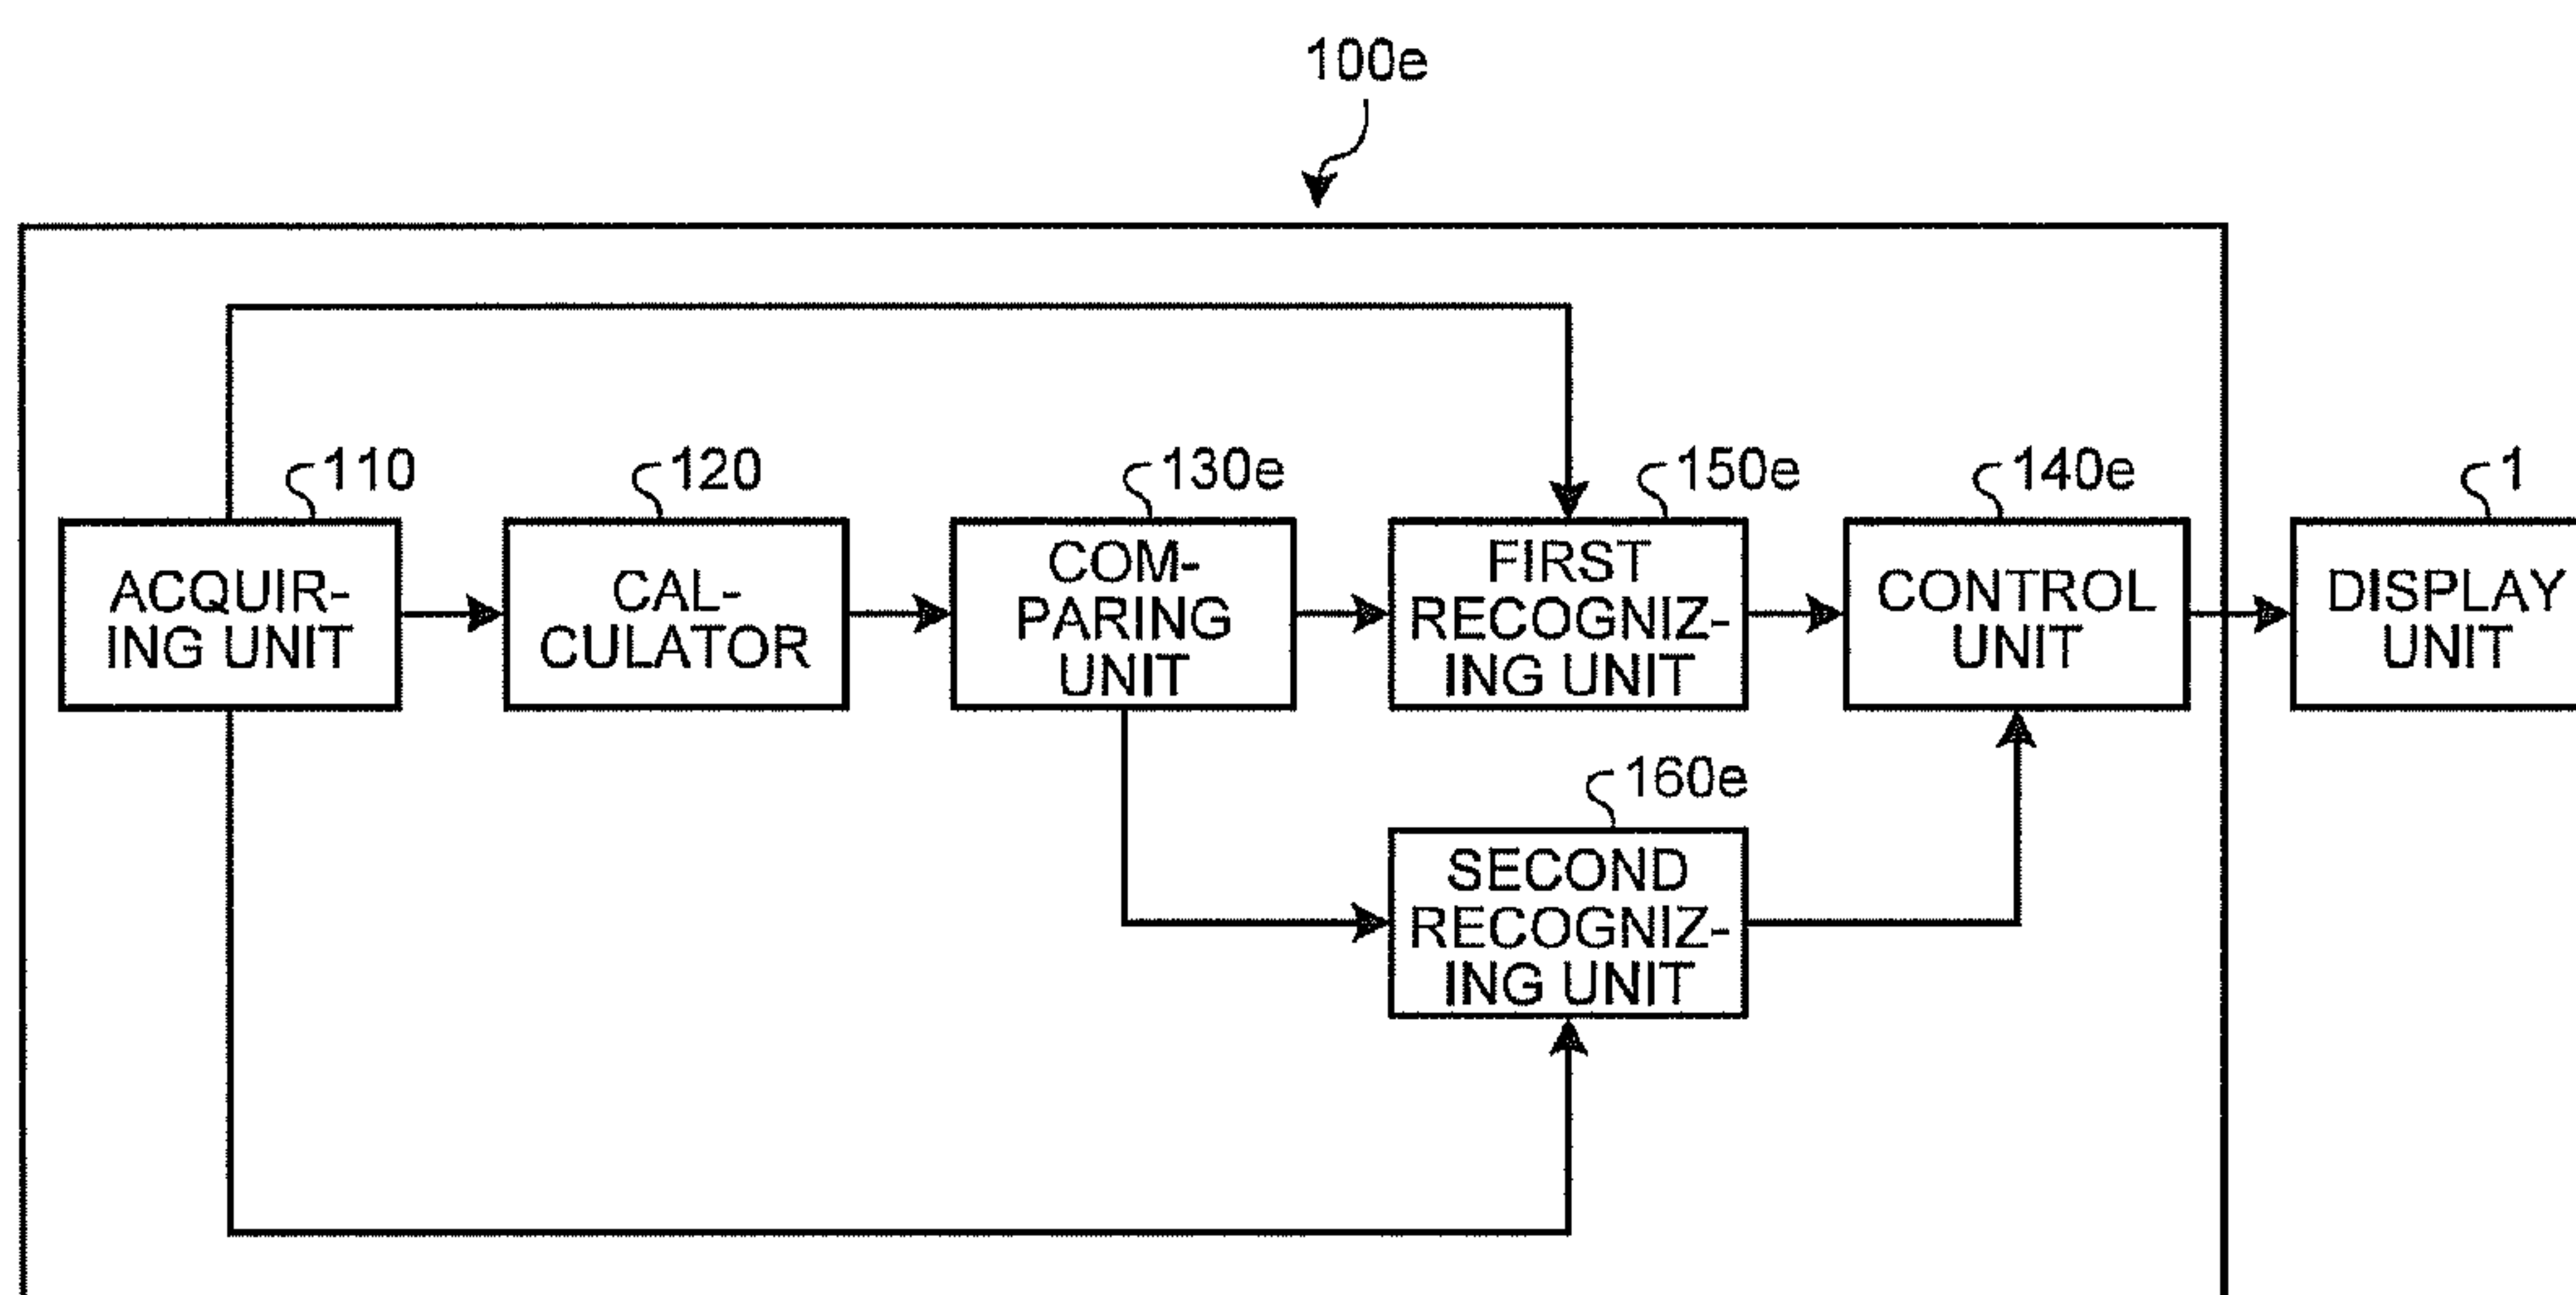 100e
110
120
130e
150e
140e
1
ACQUIR-
ING UNIT
CAL-
CULATOR
COM-
PARING
UNIT
FIRST
RECOGNIZ-
ING UNIT
CONTROL
UNIT
DISPLAY
UNIT
160e
SECOND
RECOGNIZ-
ING UNIT